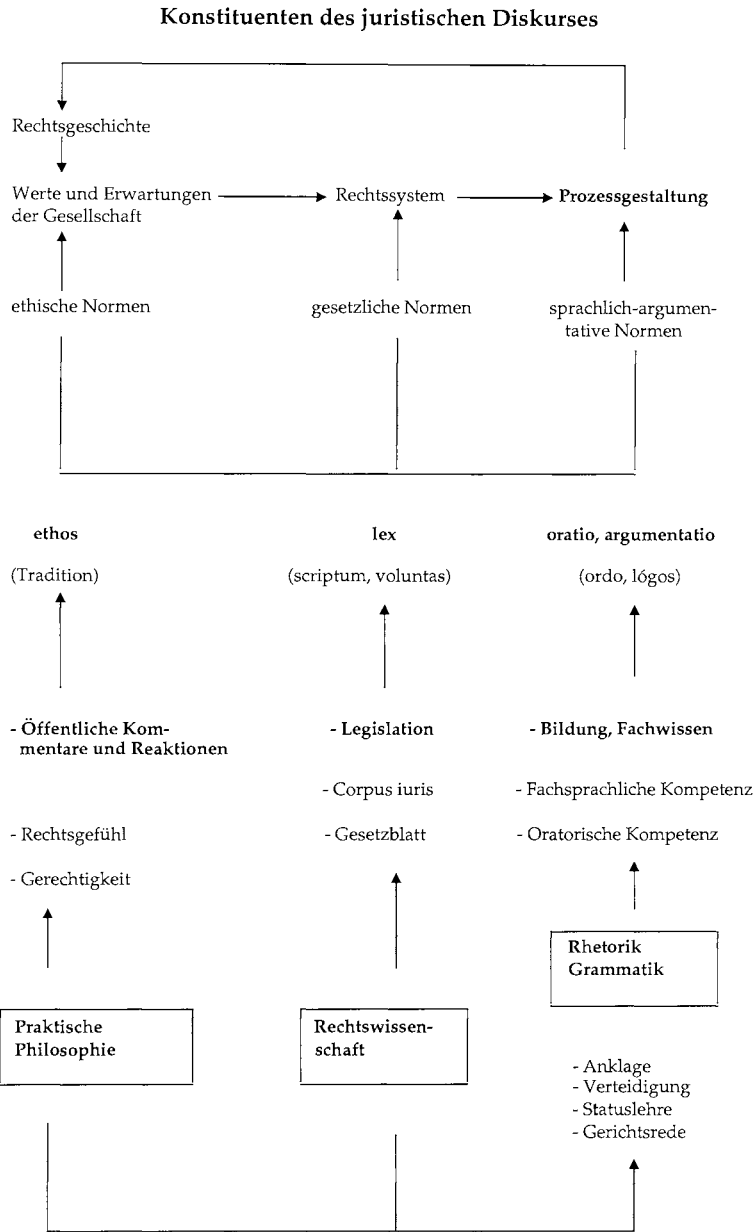 Konstituenten des juristischen Diskurses
Rechtsgeschichte
Werte und Erwartungen
der Gesellschaft
Rechtssystem
Prozessgestaltung
ethische Normen
gesetzliche Normen
sprachlich-argumen-
tative Normen
ethos
lex
oratio, argumentatio
(Tradition)
(scriptum, voluntas)
(ordo, lógos)
- Öffentliche Kom-
mentare und Reaktionen
- Legislation
- Bildung, Fachwissen
- Corpus iuris
- Fachsprachliche Kompetenz
- Rechtsgefühl
- Gesetzblatt
- Oratorische Kompetenz
- Gerechtigkeit
Rhetorik
Grammatik
Praktische
Philosophie
Rechtswissen-
schaft
- Anklage
- Verteidigung
- Statuslehre
- Gerichtsrede